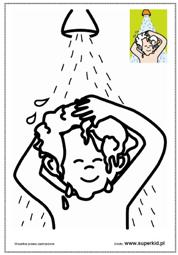 Wszelkie prawa zastrzeżone
Źródło: www.superkid.pl